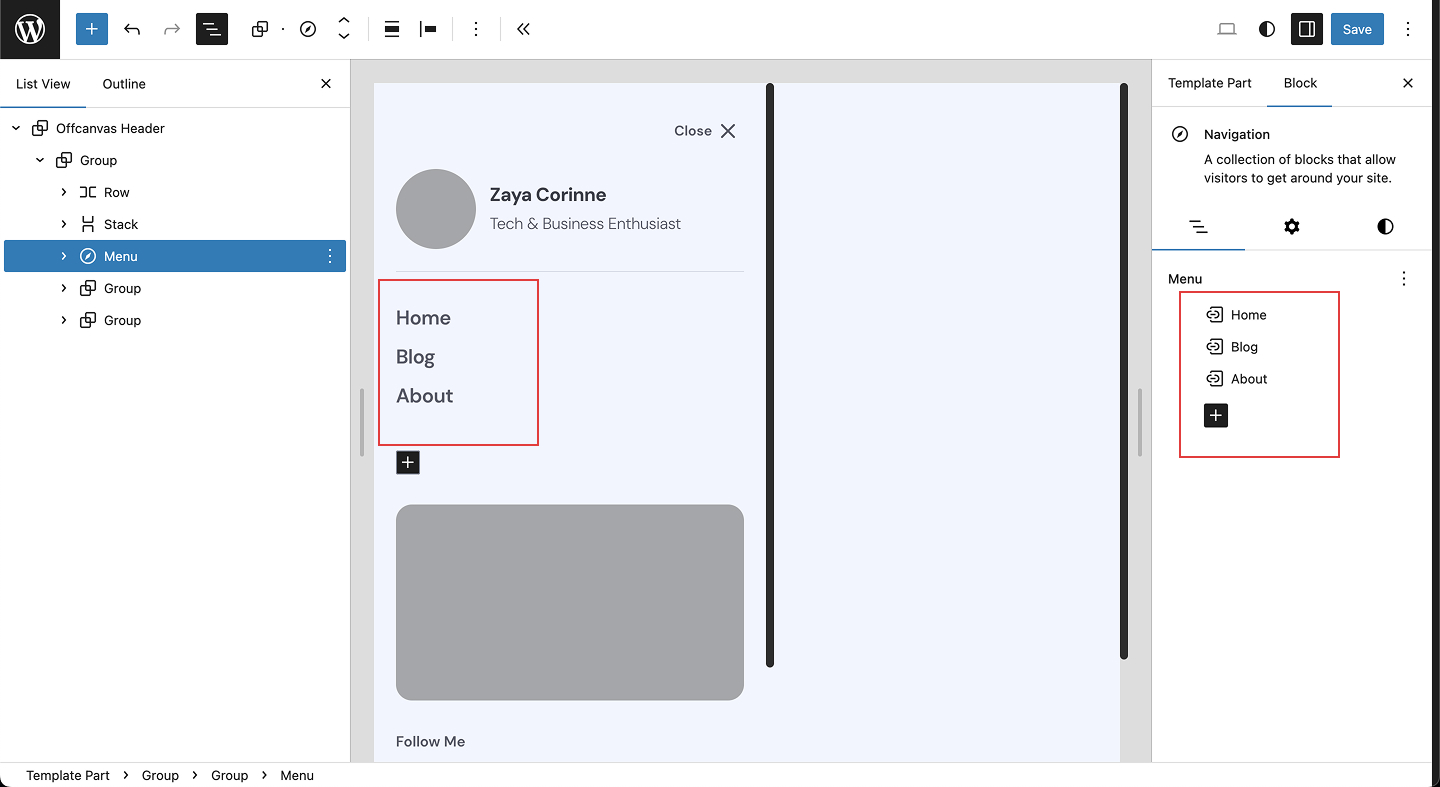 Save
List View
Outline
Offcanvas Header
Group
Row
Stack
Menu
Group
Group
Close
Zaya Corinne
Tech & Business Enthusiast
Home
Blog
About
Follow Me
Template Part
Block
Navigation
A collection of blocks that allow
visitors to get around your site.
Menu
Home
Blog
About
Template Part
Group
Group
Menu